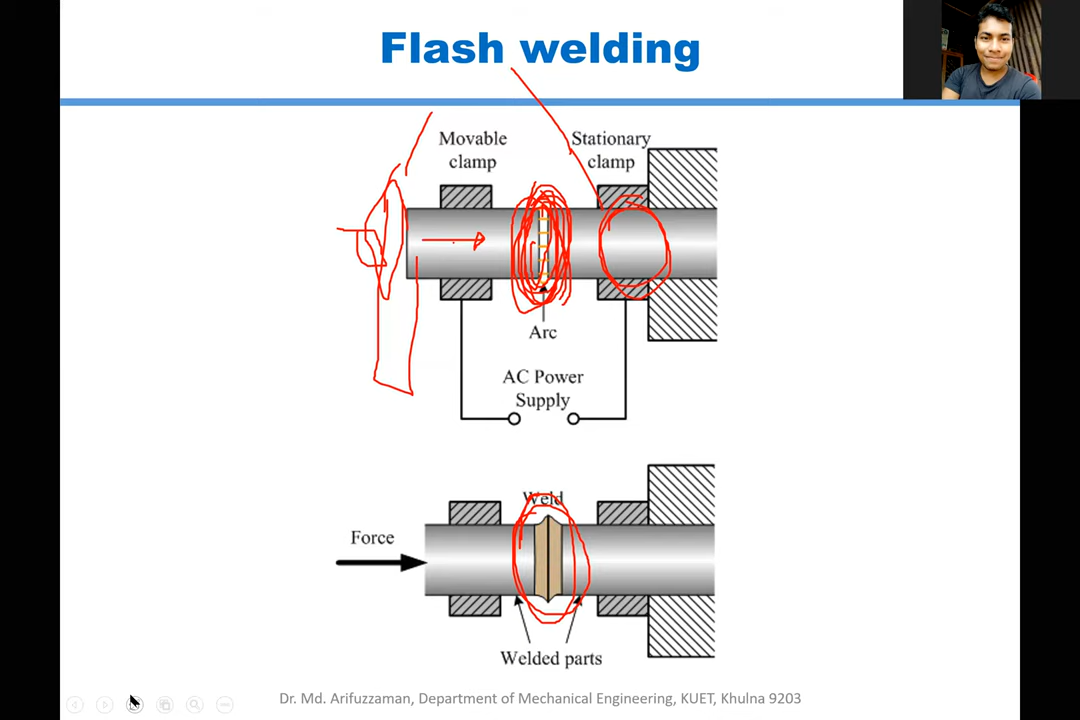 Flash welding
Movable
clamp
Stationary
clamp
Arc
AC Power
Supply
Weld
Force
Welded parts
Dr. Md. Arifuzzaman, Department of Mechanical Engineering, KUET, Khulna 9203